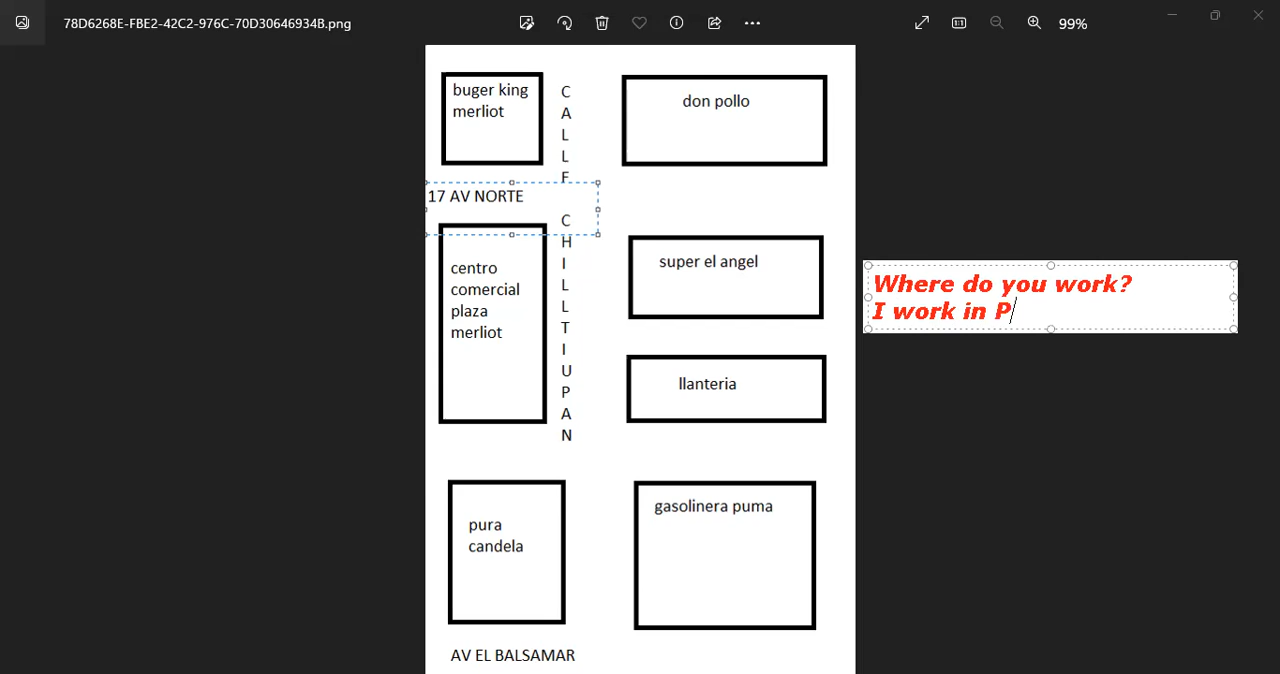 78D6268E-FBE2-42C2-976C-70D30646934B.png
99%
buger king
merliot
C
A
L
L
E
don pollo
17 AV NORTE
C
H
I
L
L
T
I
U
P
A
N
centro
comercial
plaza
merliot
super el angel
llanteria
Where do you work?
I work in P
pura
candela
gasolinera puma
AV EL BALSAMAR